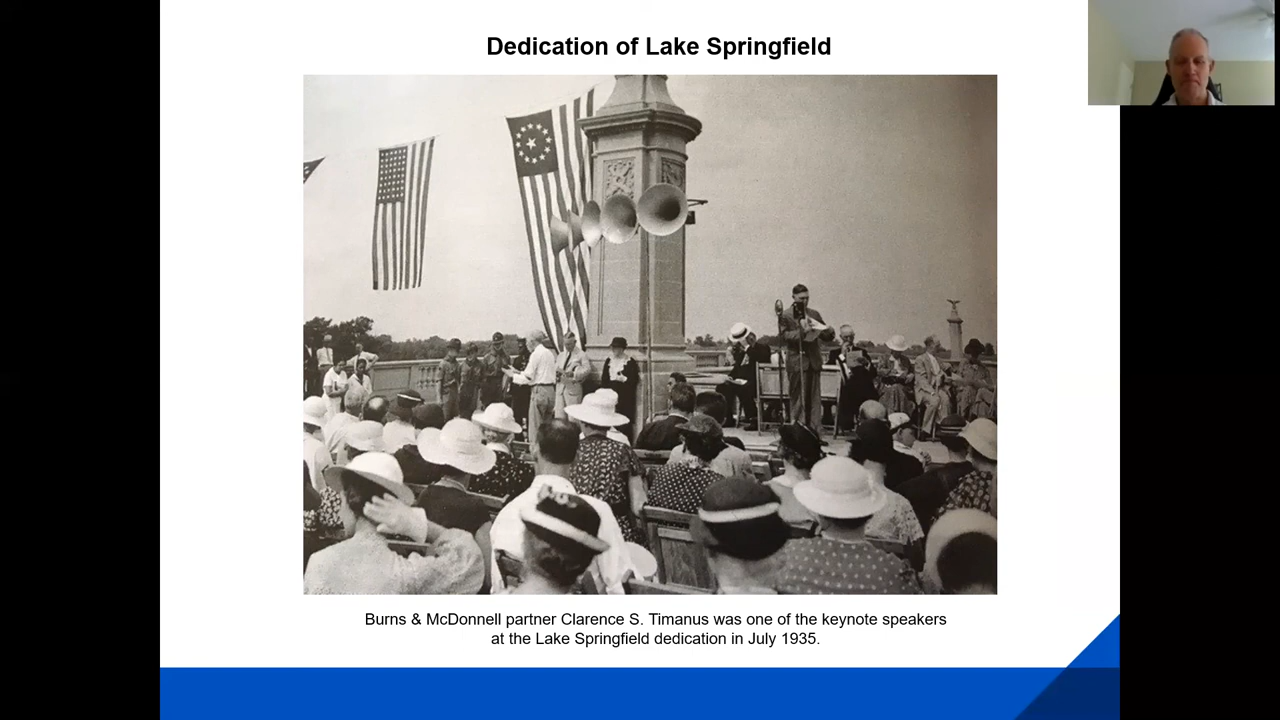 Dedication of Lake Springfield
Burns & McDonnell partner Clarence S. Timanus was one of the keynote speakers
at the Lake Springfield dedication in July 1935.